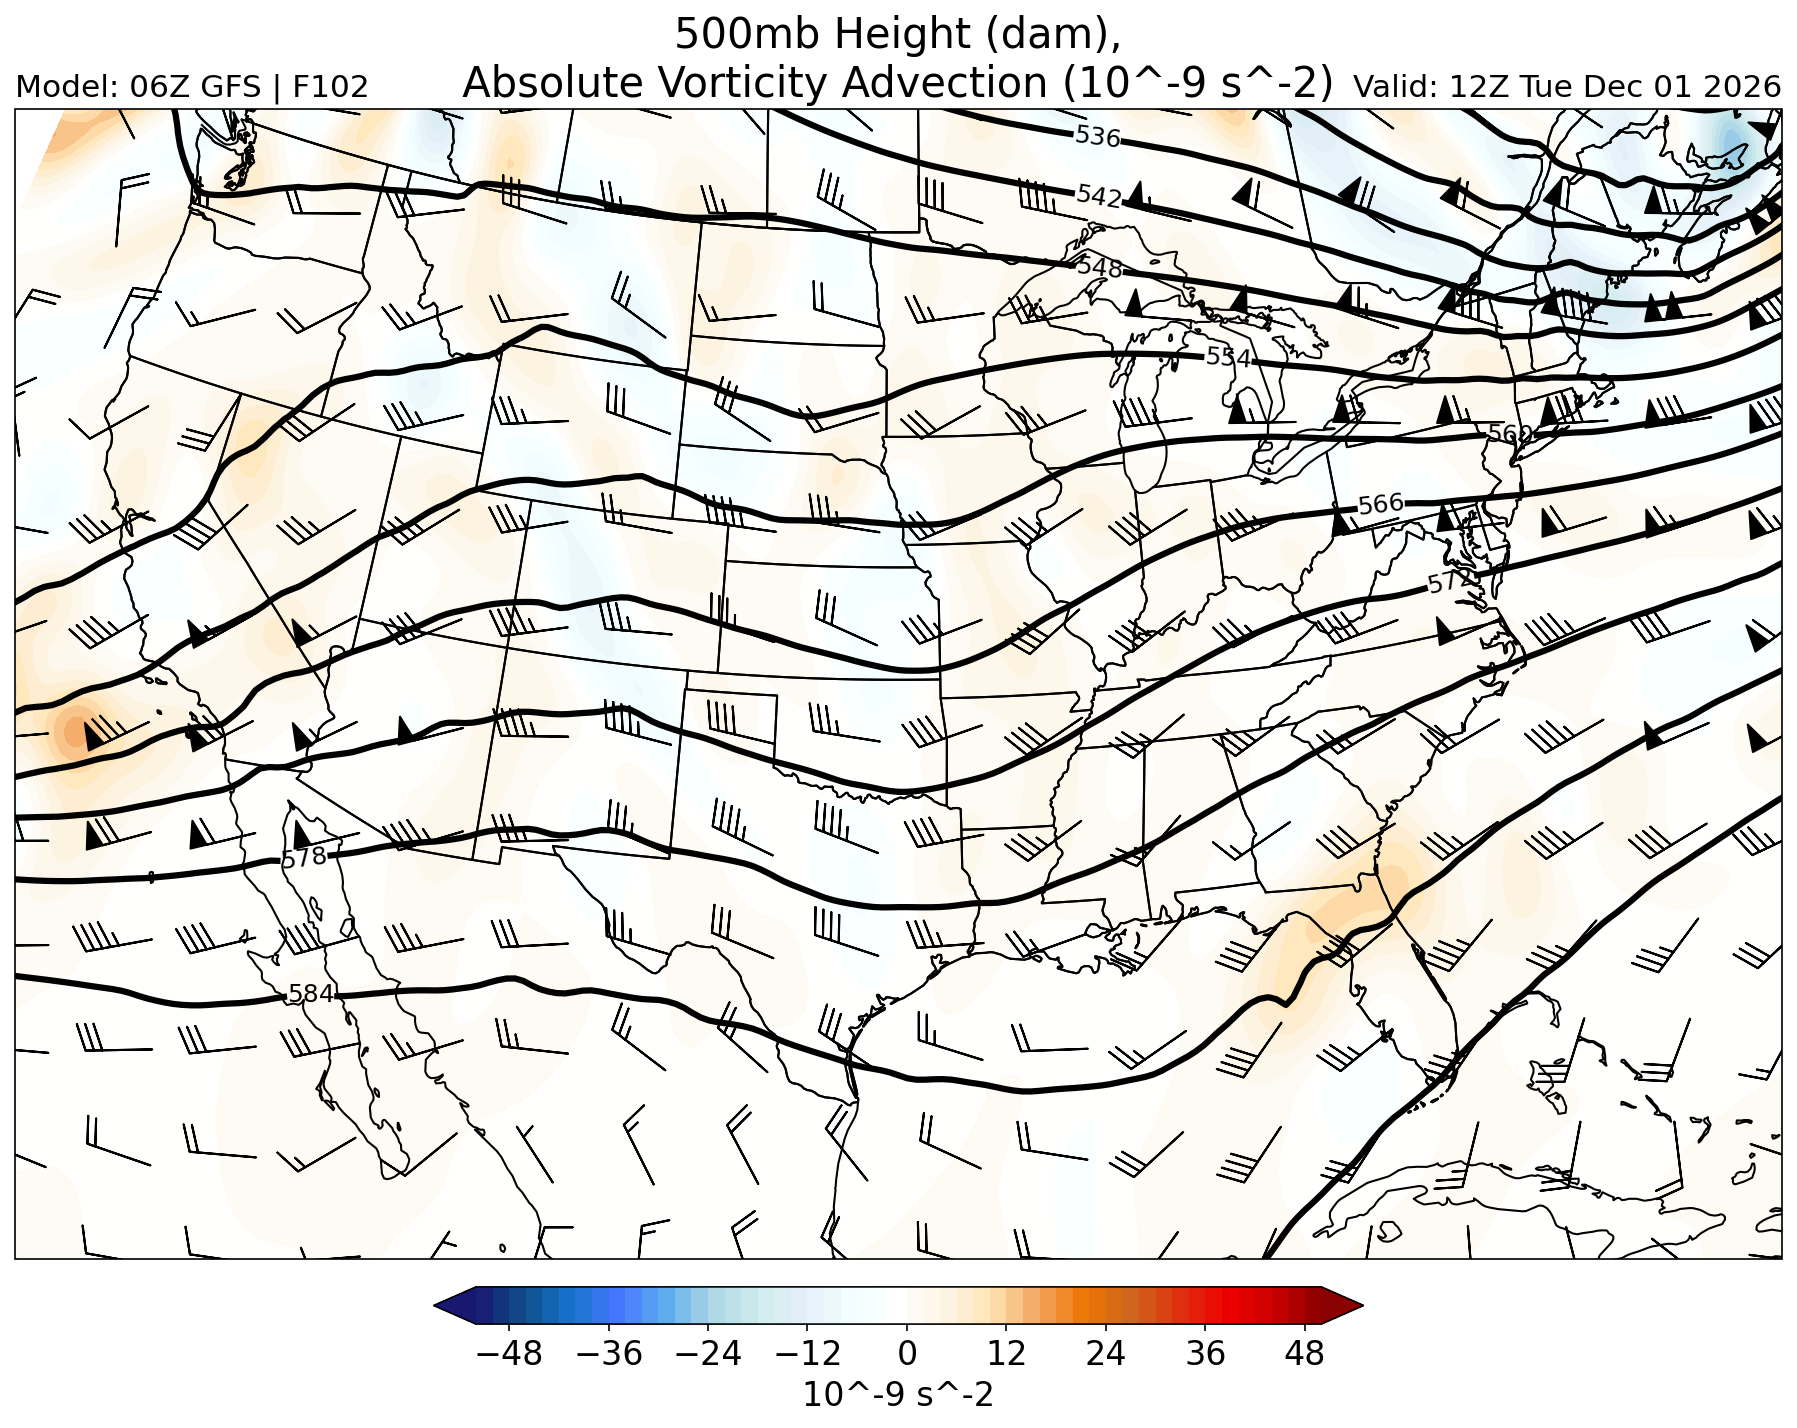 500mb Height (dam),
Model: 06Z GFS | F102
Absolute Vorticity Advection (10^-9 s^-2)
Valid: 12Z Tue Dec 01 2026
536
542
548
554
560
566
572
578
584
−48 −36 −24 −12 0 12 24 36 48
10^-9 s^-2